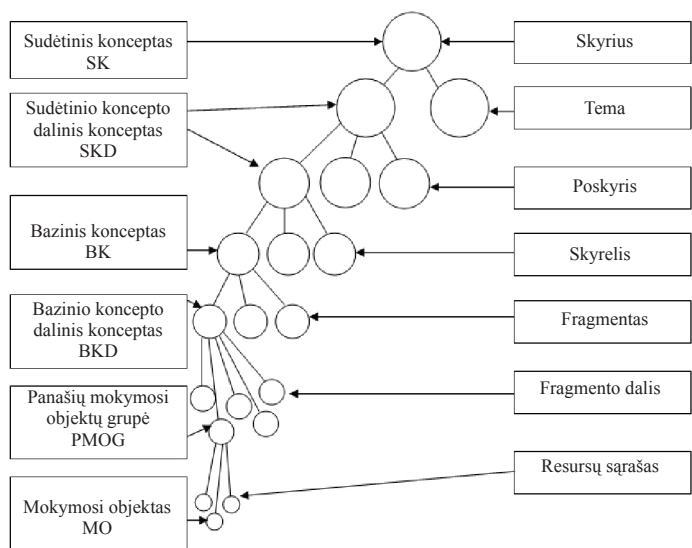 Sudėtinis konceptas
SK
Sudėtinio koncepto
dalinis konceptas
SKD
Bazinis konceptas
BK
Bazinio koncepto
dalinis konceptas
BKD
Panašių mokymosi
objektų grupė
PMOG
Mokymosi objektas
MO
Skyrius
Tema
Poskyris
Skyrelis
Fragmentas
Fragmento dalis
Resursų sąrašas